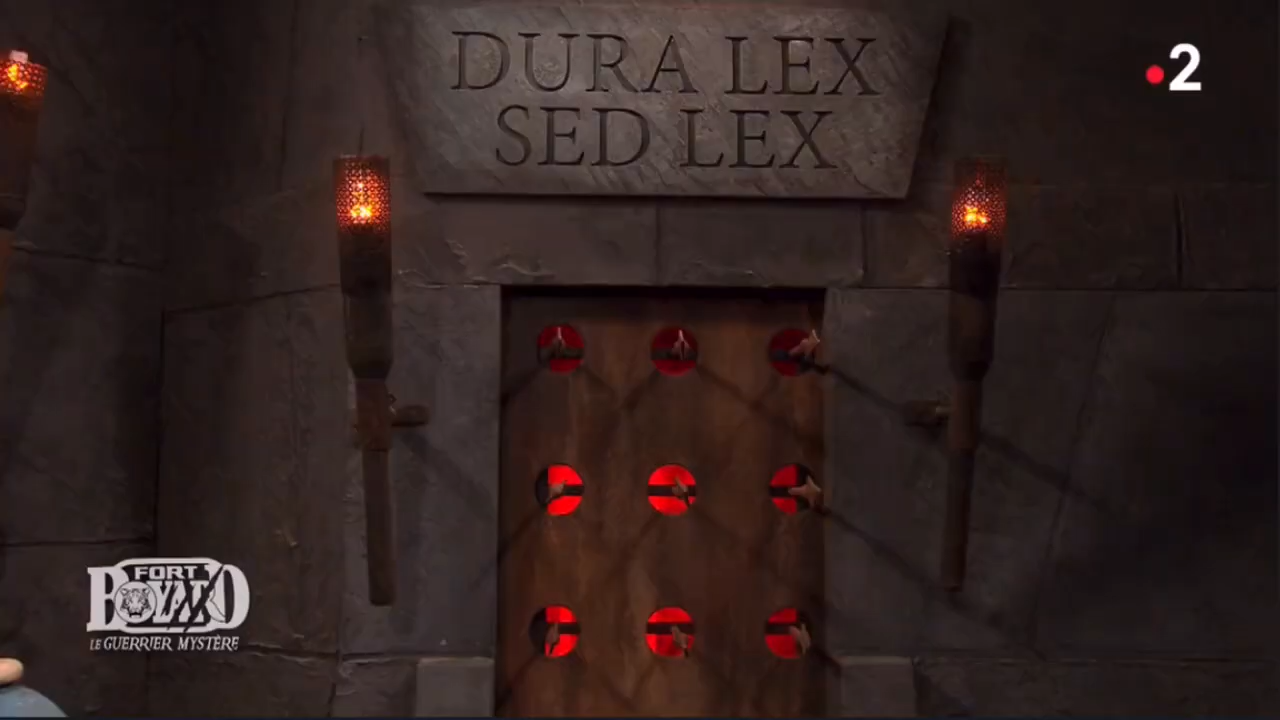 DURA LEX
SED LEX
2
FORT
BOYARD
LE GUERRIER MYSTÈRE